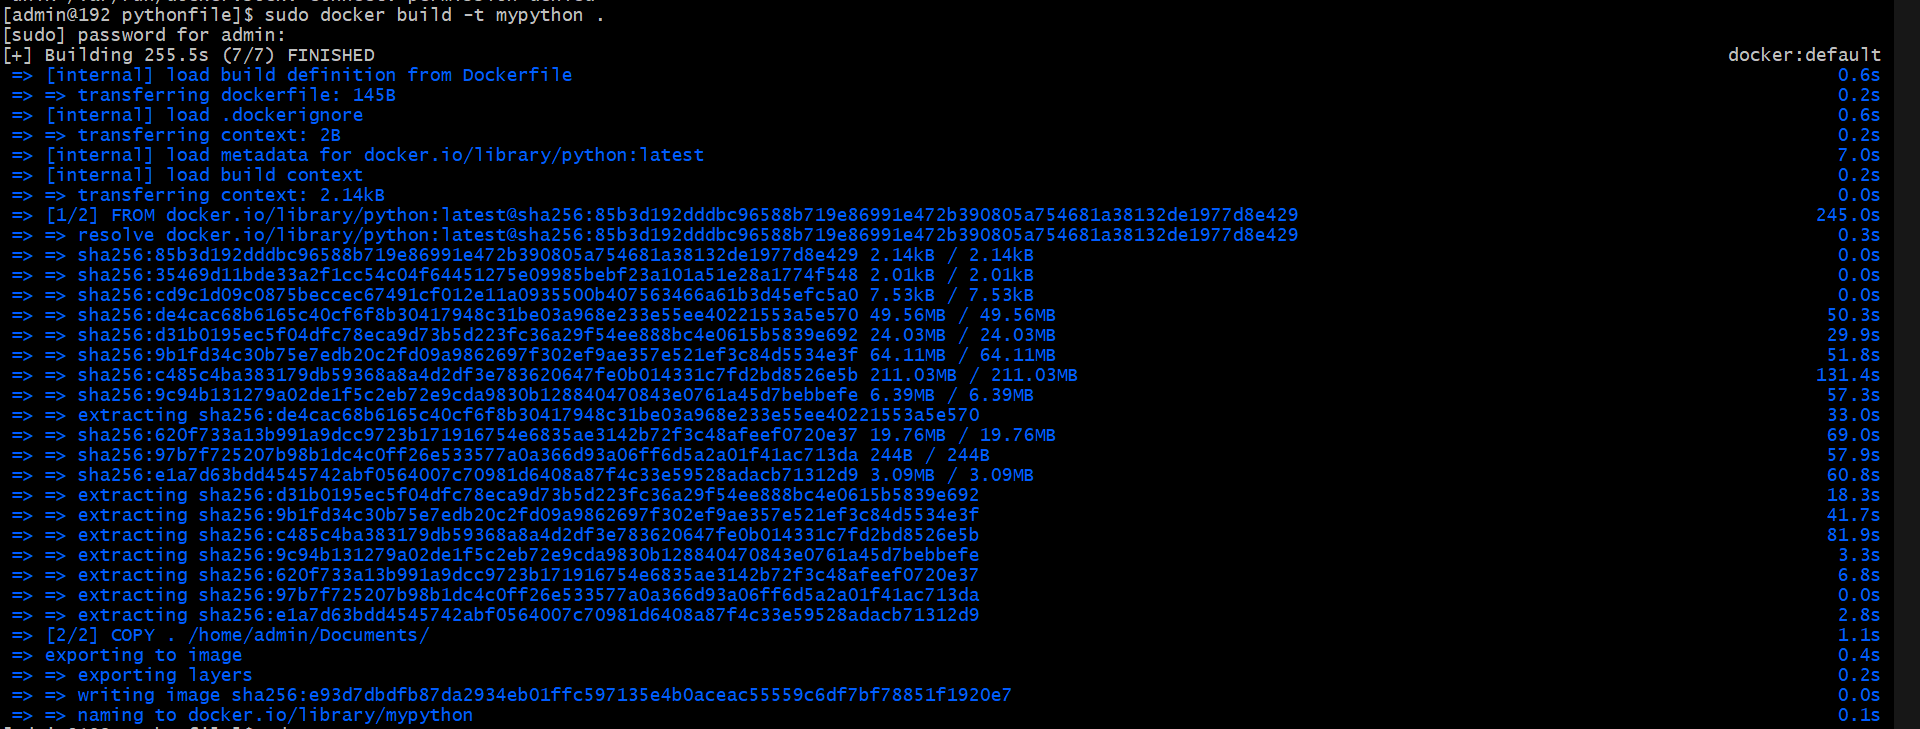 [admin@192 pythonfile]$ sudo docker build -t mypython .
[sudo] password for admin:
[+] Building 255.5s (7/7) FINISHED docker:default
=> [internal] load build definition from Dockerfile 0.6s
=> => transferring dockerfile: 145B 0.2s
=> [internal] load .dockerignore 0.6s
=> => transferring context: 2B 0.2s
=> [internal] load metadata for docker.io/library/python:latest 7.0s
=> [internal] load build context 0.2s
=> => transferring context: 2.14kB 0.0s
=> [1/2] FROM docker.io/library/python:latest@sha256:85b3d192dddbc96588b719e86991e472b390805a754681a38132de1977d8e429 245.0s
=> => resolve docker.io/library/python:latest@sha256:85b3d192dddbc96588b719e86991e472b390805a754681a38132de1977d8e429 0.3s
=> => sha256:85b3d192dddbc96588b719e86991e472b390805a754681a38132de1977d8e429 2.14kB / 2.14kB 0.0s
=> => sha256:35469d11bde33a2f1cc54c04f64451275e09985bebf23a101a51e28a1774f548 2.01kB / 2.01kB 0.0s
=> => sha256:cd9c1d09c0875beccec67491cf012e11a0935500b407563466a61b3d45efc5a0 7.53kB / 7.53kB 0.0s
=> => sha256:de4cac68b6165c40cf6f8b30417948c31be03a968e233e55ee40221553a5e570 49.56MB / 49.56MB 50.3s
=> => sha256:d31b0195ec5f04dfc78eca9d73b5d223fc36a29f54ee888bc4e0615b5839e692 24.03MB / 24.03MB 29.9s
=> => sha256:9b1fd34c30b75e7edb20c2fd09a9862697f302ef9ae357e521ef3c84d5534e3f 64.11MB / 64.11MB 51.8s
=> => sha256:c485c4ba383179db59368a8a4d2df3e783620647fe0b014331c7fd2bd8526e5b 211.03MB / 211.03MB 131.4s
=> => sha256:9c94b131279a02de1f5c2eb72e9cda9830b128840470843e0761a45d7bebbefe 6.39MB / 6.39MB 57.3s
=> => extracting sha256:de4cac68b6165c40cf6f8b30417948c31be03a968e233e55ee40221553a5e570 33.0s
=> => sha256:620f733a13b991a9dcc9723b171916754e6835ae3142b72f3c48afeef0720e37 19.76MB / 19.76MB 69.0s
=> => sha256:97b7f725207b98b1dc4c0ff26e533577a0a366d93a06ff6d5a2a01f41ac713da 244B / 244B 57.9s
=> => sha256:e1a7d63bdd4545742abf0564007c70981d6408a87f4c33e59528adacb71312d9 3.09MB / 3.09MB 60.8s
=> => extracting sha256:d31b0195ec5f04dfc78eca9d73b5d223fc36a29f54ee888bc4e0615b5839e692 18.3s
=> => extracting sha256:9b1fd34c30b75e7edb20c2fd09a9862697f302ef9ae357e521ef3c84d5534e3f 41.7s
=> => extracting sha256:c485c4ba383179db59368a8a4d2df3e783620647fe0b014331c7fd2bd8526e5b 81.9s
=> => extracting sha256:9c94b131279a02de1f5c2eb72e9cda9830b128840470843e0761a45d7bebbefe 3.3s
=> => extracting sha256:620f733a13b991a9dcc9723b171916754e6835ae3142b72f3c48afeef0720e37 6.8s
=> => extracting sha256:97b7f725207b98b1dc4c0ff26e533577a0a366d93a06ff6d5a2a01f41ac713da 0.0s
=> => extracting sha256:e1a7d63bdd4545742abf0564007c70981d6408a87f4c33e59528adacb71312d9 2.8s
=> [2/2] COPY . /home/admin/Documents/ 1.1s
=> exporting to image 0.4s
=> => exporting layers 0.2s
=> => writing image sha256:e93d7dbdfb87da2934eb01ffc597135e4b0aceac55559c6df7bf78851f1920e7 0.0s
=> => naming to docker.io/library/mypython 0.1s